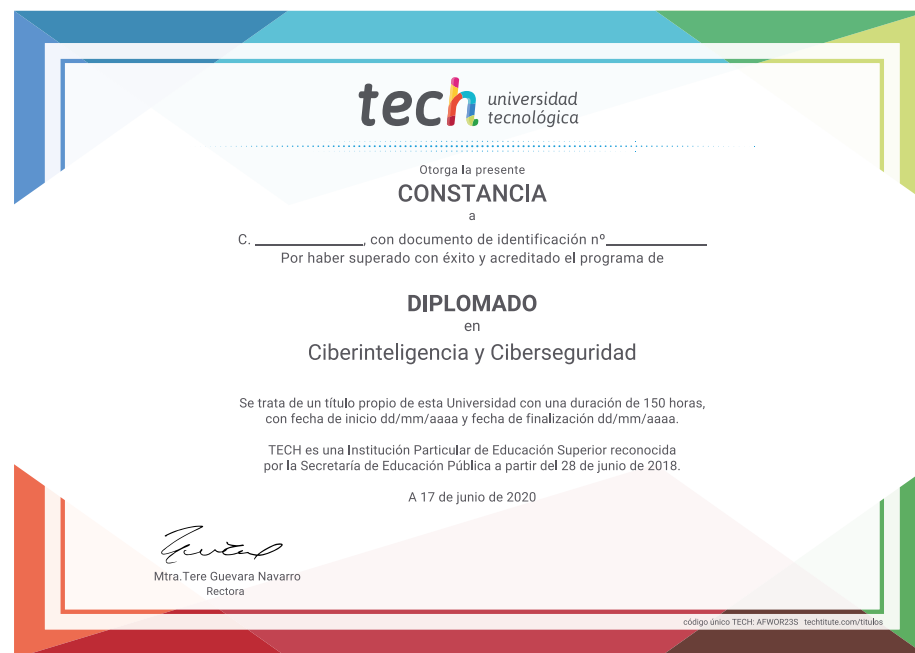 tech universidad
tecnológica
Otorga la presente
CONSTANCIA
a
C. ____________, con documento de identificación nº____________
Por haber superado con éxito y acreditado el programa de
DIPLOMADO
en
Ciberinteligencia y Ciberseguridad
Se trata de un título propio de esta Universidad con una duración de 150 horas,
con fecha de inicio dd/mm/aaaa y fecha de finalización dd/mm/aaaa.
TECH es una Institución Particular de Educación Superior reconocida
por la Secretaría de Educación Pública a partir del 28 de junio de 2018.
A 17 de junio de 2020
Mtra.Tere Guevara Navarro
Rectora
código único TECH: AFWOR23S techtitute.com/titulos